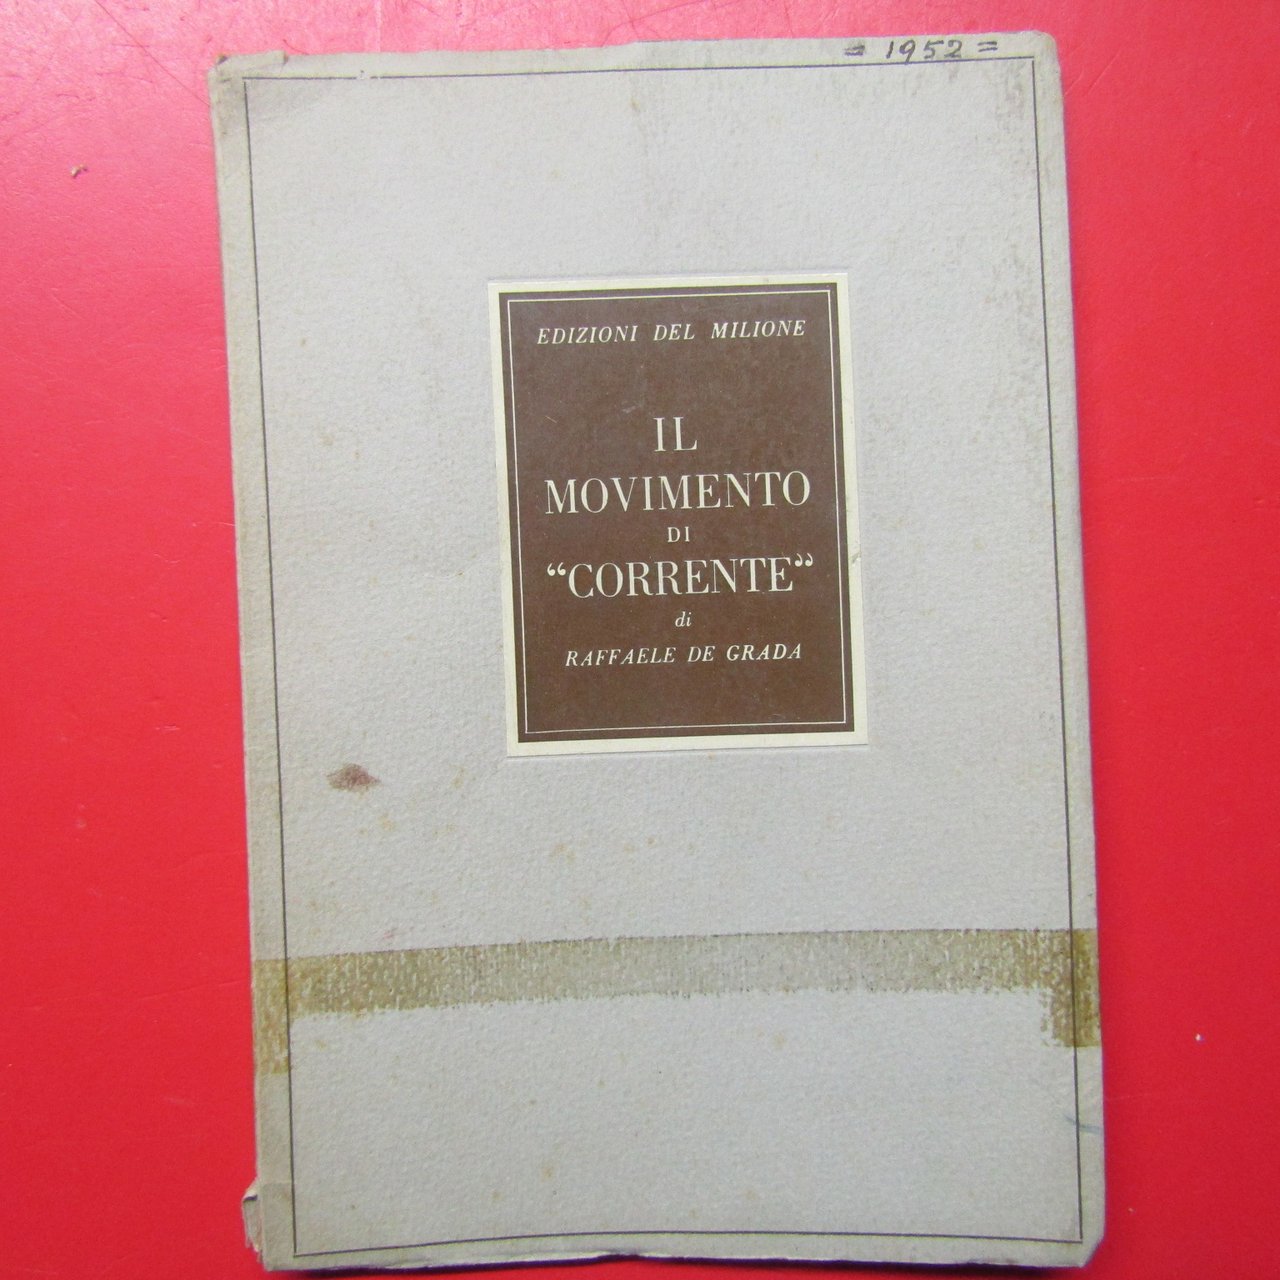 = 1952 =
EDIZIONI DEL MILIONE
IL
MOVIMENTO
DI
“CORRENTE”
di
RAFFAELE DE GRADA